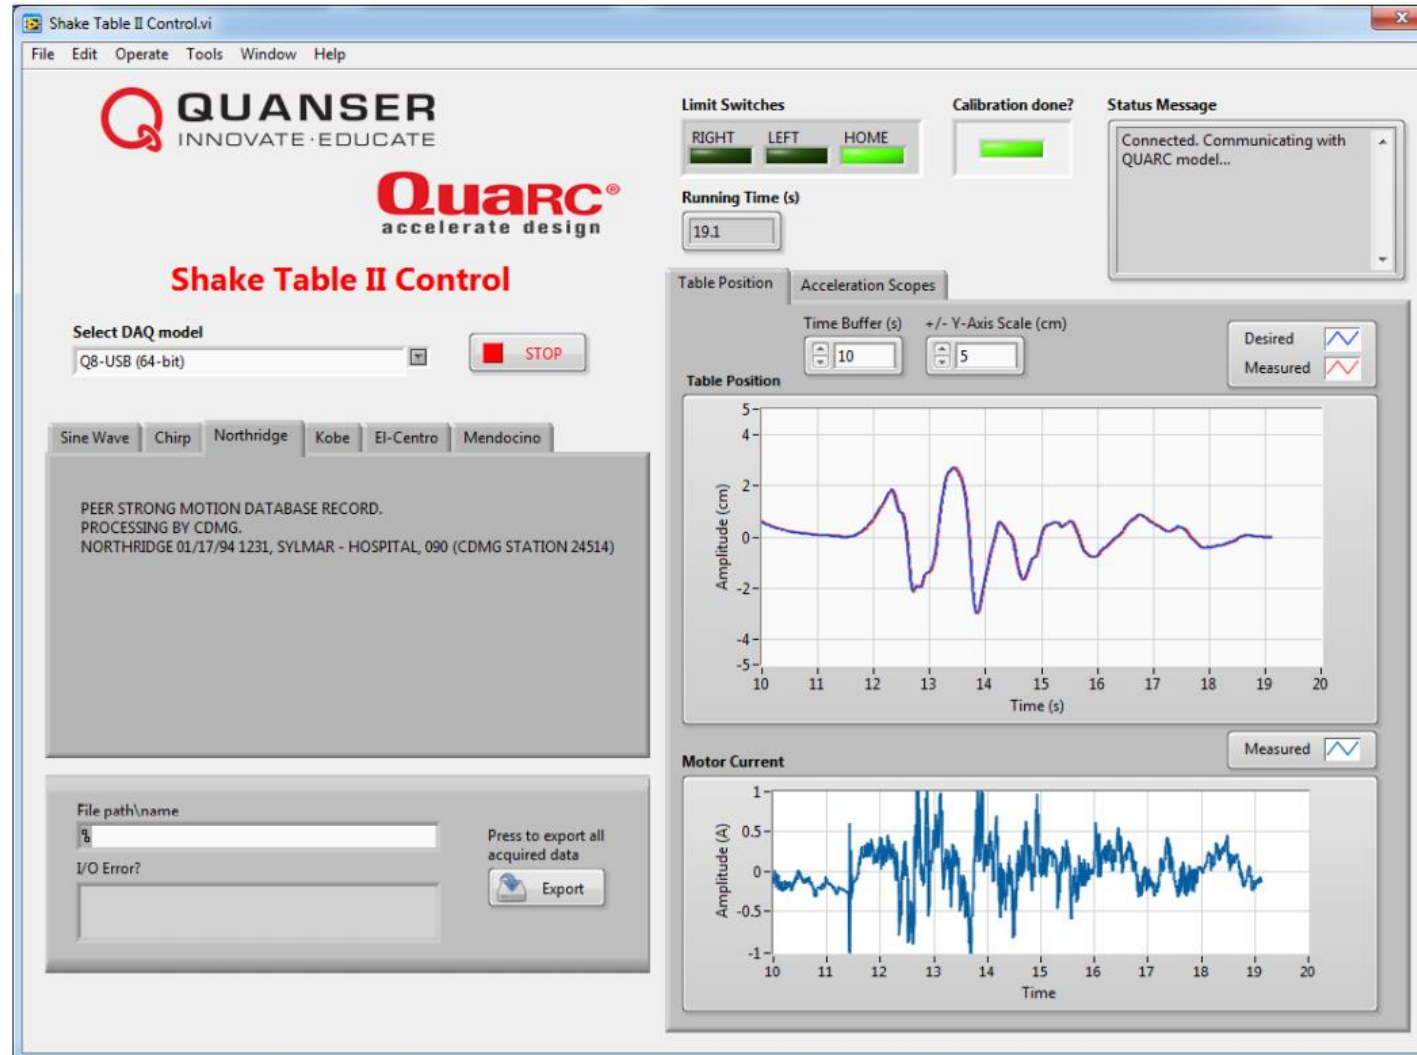 Shake Table II Control.vi
x
File Edit Operate Tools Window Help
QUANSER
INNOVATE·EDUCATE
QUARC®
accelerate design
Shake Table II Control
Select DAQ model
Q8-USB (64-bit)
STOP
Sine Wave Chirp Northridge Kobe El-Centro Mendocino
PEER STRONG MOTION DATABASE RECORD.
PROCESSING BY CDMG.
NORTHRIDGE 01/17/94 1231, SYLMAR - HOSPITAL, 090 (CDMG STATION 24514)
File path\name
I/O Error?
Press to export all
acquired data
Export
Limit Switches
RIGHT LEFT HOME
Calibration done?
Status Message
Connected. Communicating with
QUARC model...
Running Time (s)
19.1
Table Position Acceleration Scopes
Time Buffer (s) +/- Y-Axis Scale (cm)
10 5
Desired
Measured
Table Position
Amplitude (cm)
5
4
2
0
-2
-4
-5
10 11 12 13 14 15 16 17 18 19 20
Time (s)
Measured
Motor Current
Amplitude (A)
1
0.5
0
-0.5
-1
10 11 12 13 14 15 16 17 18 19 20
Time